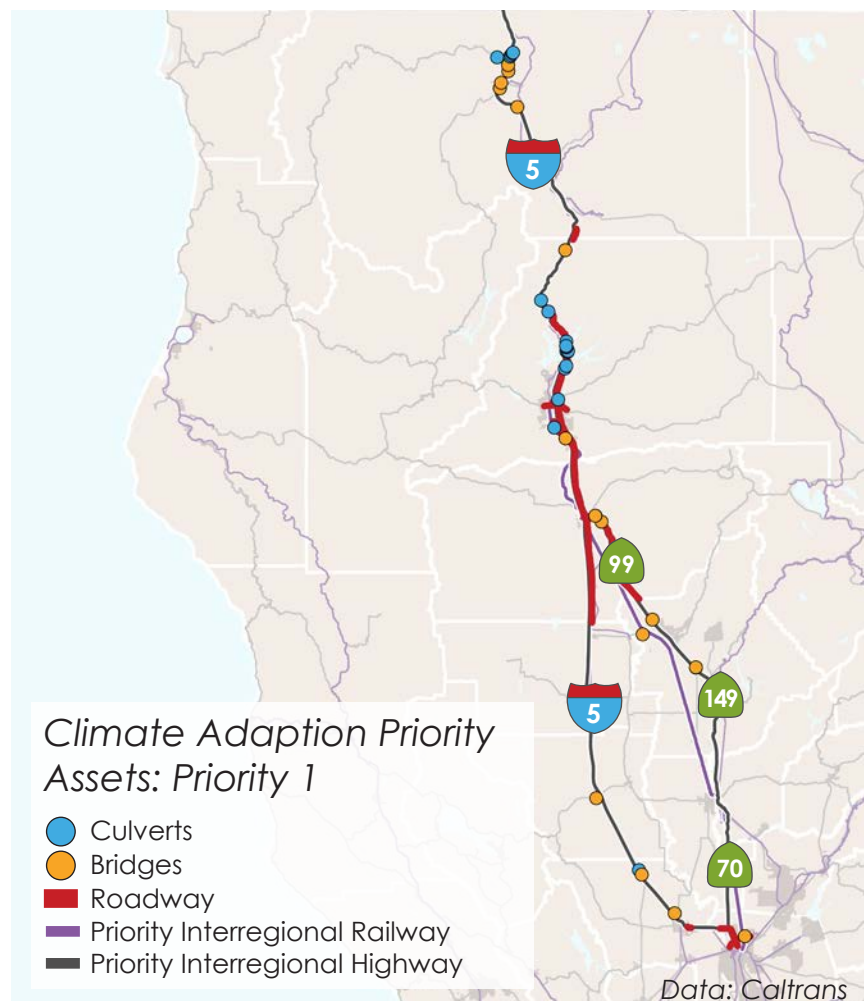 5
99
149
5
70
Climate Adaption Priority
Assets: Priority 1
Culverts
Bridges
Roadway
Priority Interregional Railway
Priority Interregional Highway
Data: Caltrans